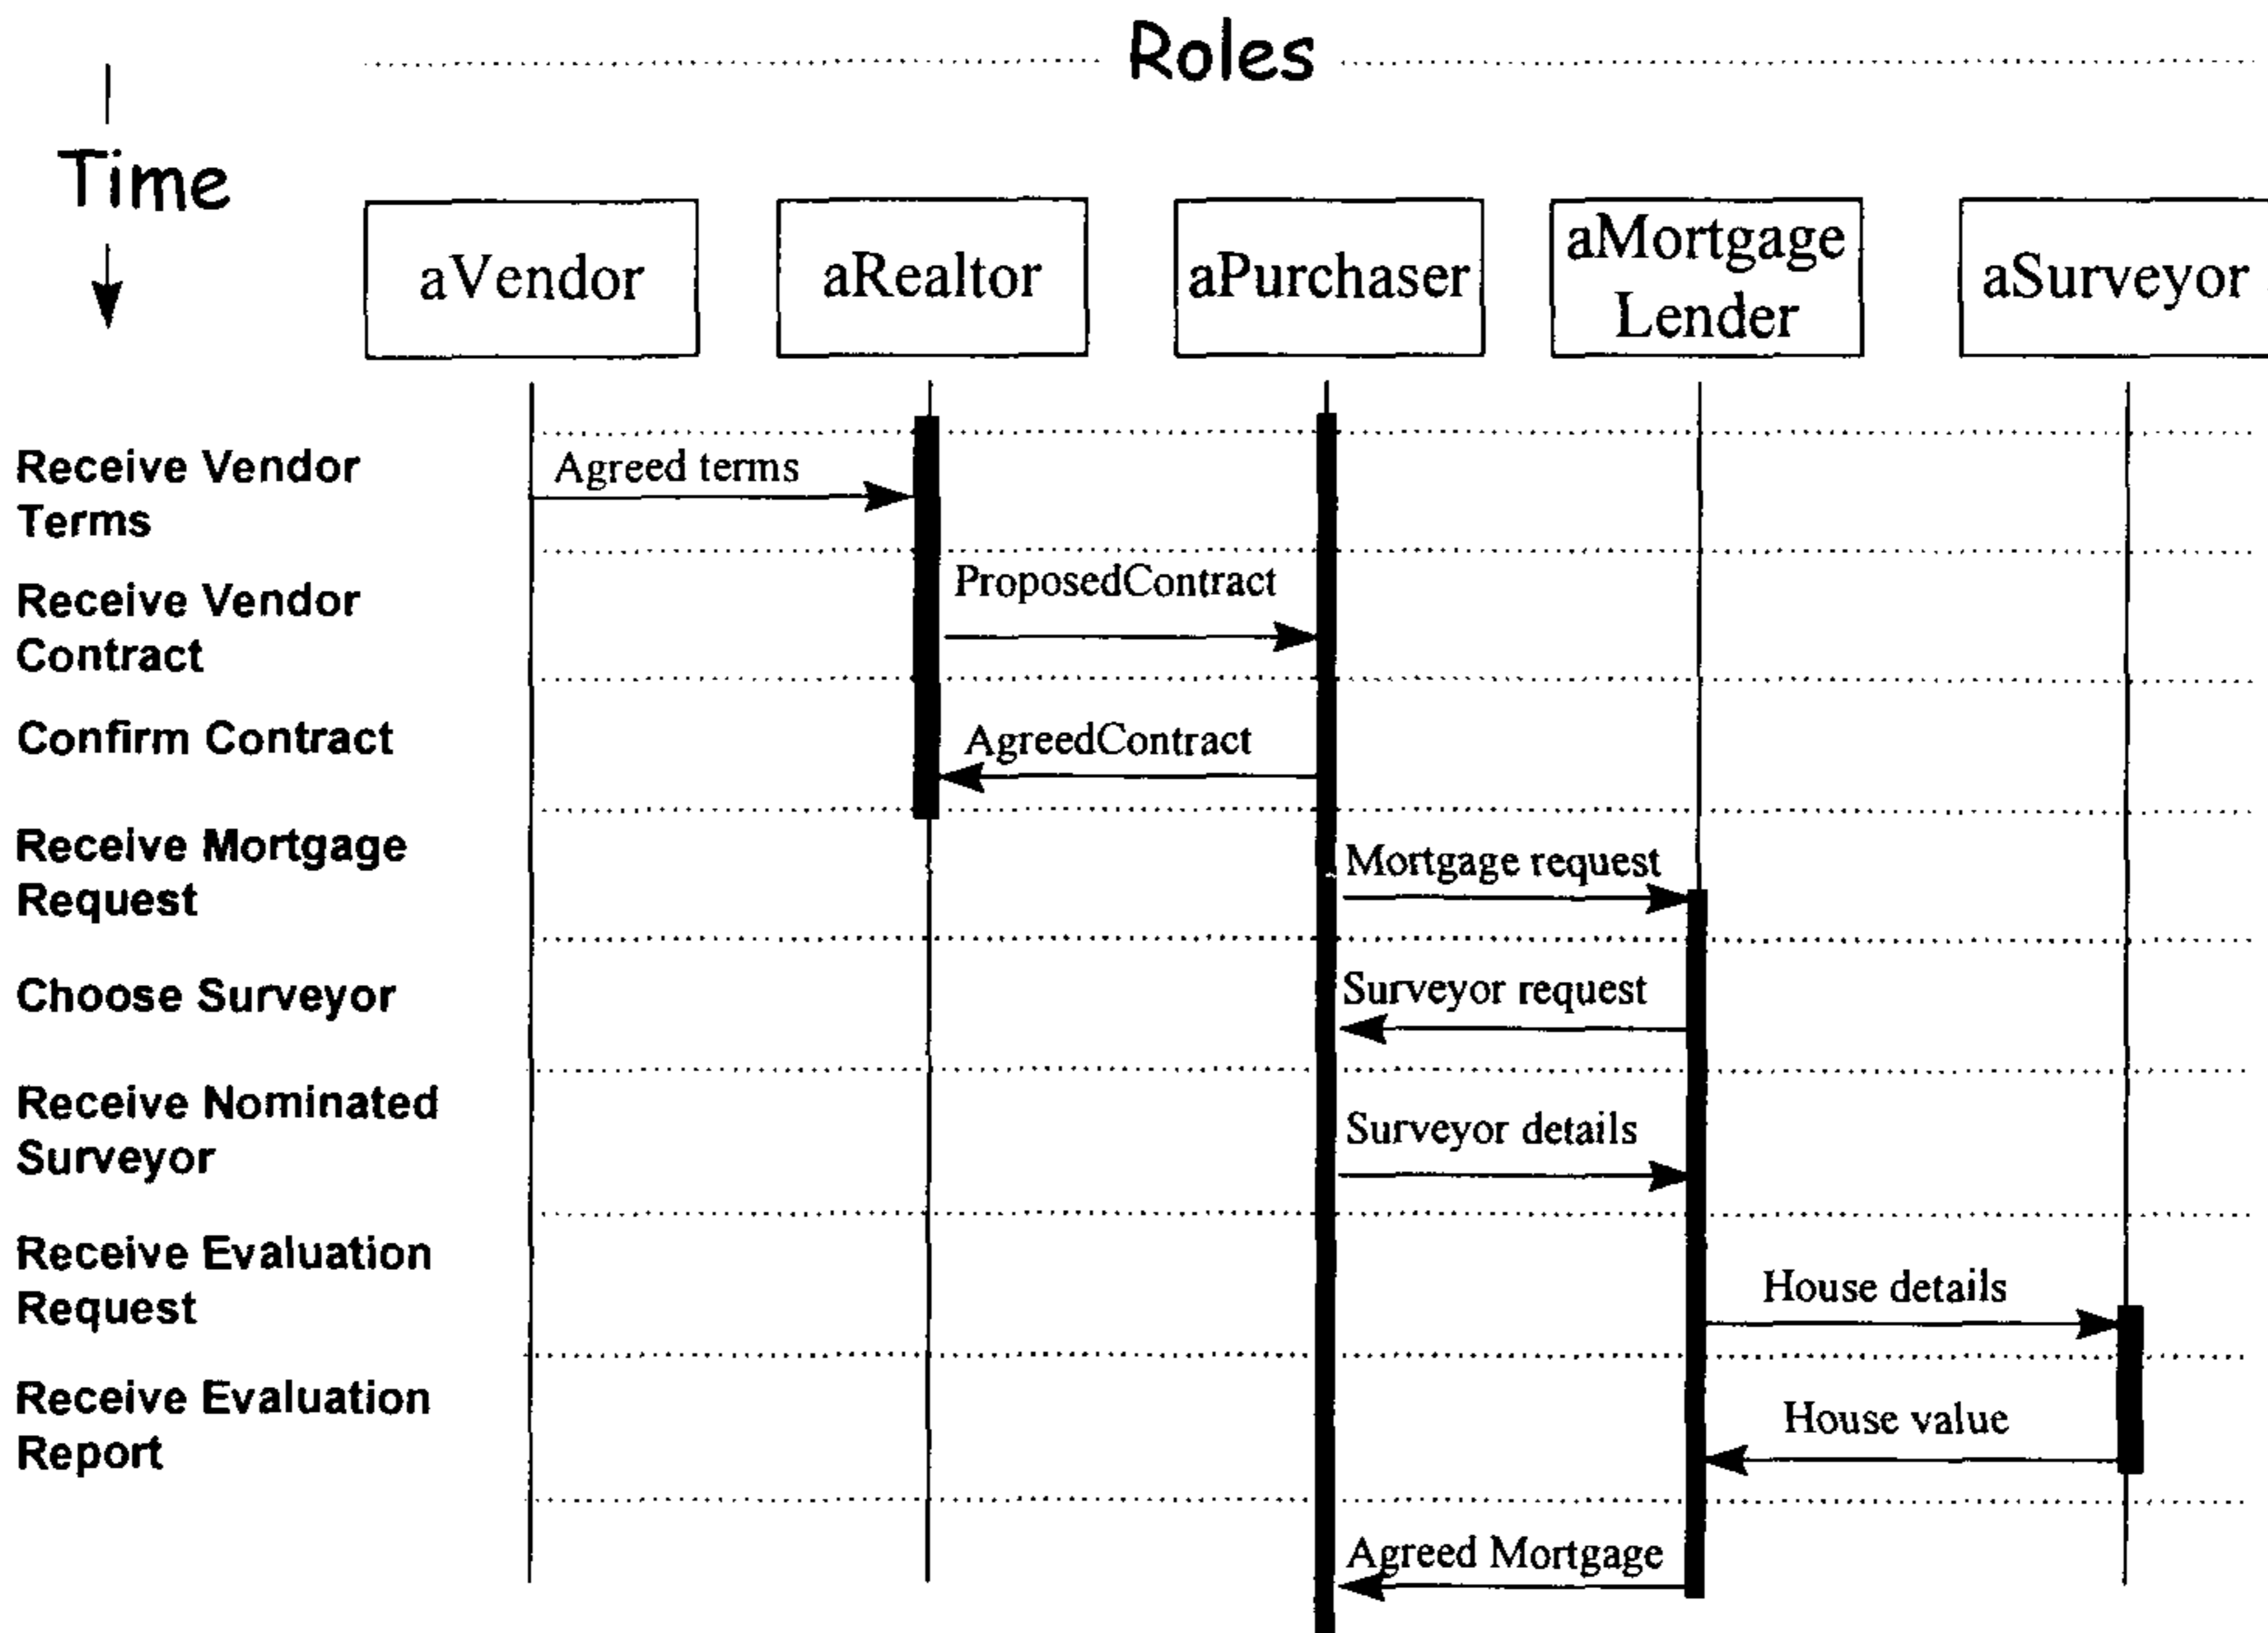 Roles
Time
aVendor
aRealtor
aPurchaser
aMortgage
Lender
aSurveyor
Receive Vendor
Terms
Agreed terms
Receive Vendor
Contract
ProposedContract
Confirm Contract
AgreedContract
Receive Mortgage
Request
Mortgage request
Choose Surveyor
Surveyor request
Receive Nominated
Surveyor
Surveyor details
Receive Evaluation
Request
House details
Receive Evaluation
Report
House value
Agreed Mortgage